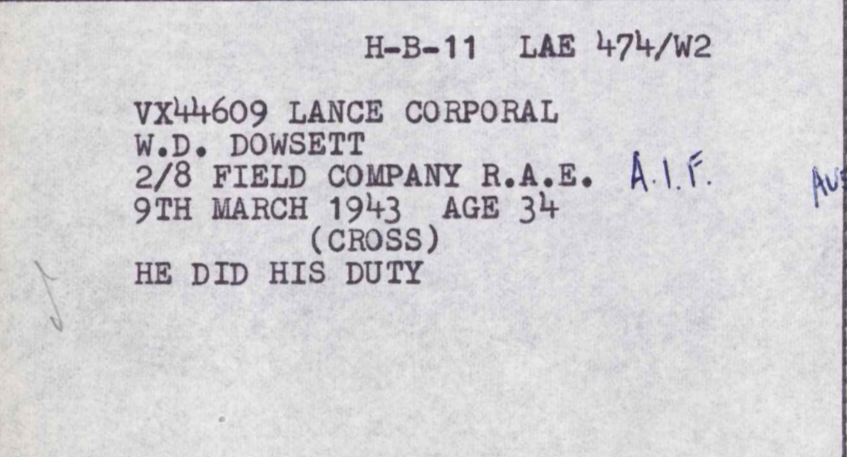 H-B-11 LAE 474/W2
VX44609 LANCE CORPORAL
W.D. DOWSETT
2/8 FIELD COMPANY R.A.E. A.I.F.
9TH MARCH 1943 AGE 34
(CROSS)
HE DID HIS DUTY